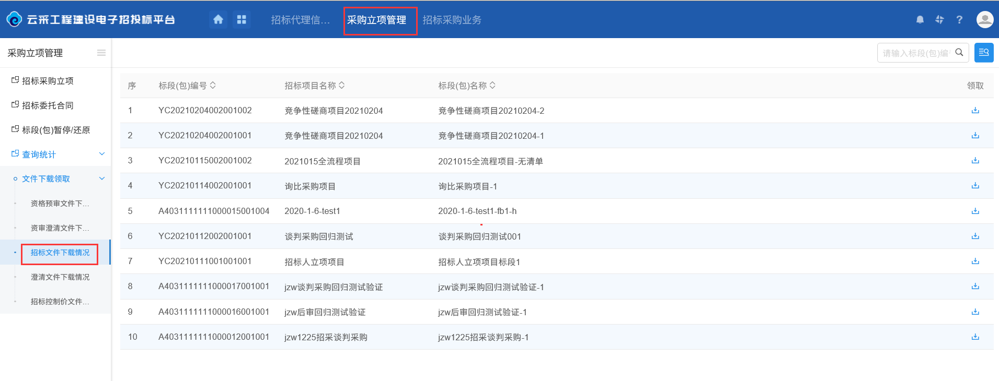 云采工程建设电子招投标平台 招标代理信... 采购立项管理 招标采购业务
采购立项管理
请输入标段(包)编
招标采购立项
招标委托合同
标段(包)暂停/还原
查询统计
文件下载领取
资格预审文件下...
资审澄清文件下...
招标文件下载情况
澄清文件下载情况
招标控制价文件...
序 标段(包)编号 招标项目名称 标段(包)名称 领取
1 YC20210204002001002 竞争性磋商项目20210204 竞争性磋商项目20210204-2
2 YC20210204002001001 竞争性磋商项目20210204 竞争性磋商项目20210204-1
3 YC20210115002001002 2021015全流程项目 2021015全流程项目-无清单
4 YC20210114002001001 询比采购项目 询比采购项目-1
5 A4031111111000015001004 2020-1-6-test1 2020-1-6-test1-fb1-h
6 YC20210112002001001 谈判采购回归测试 谈判采购回归测试001
7 YC20210111001001001 招标人立项项目 招标人立项项目标段1
8 A4031111111000017001001 jzw谈判采购回归测试验证 jzw谈判采购回归测试验证-1
9 A4031111111000016001001 jzw后审回归测试验证 jzw后审回归测试验证-1
10 A4031111111000012001001 jzw1225招采谈判采购 jzw1225招采谈判采购-1